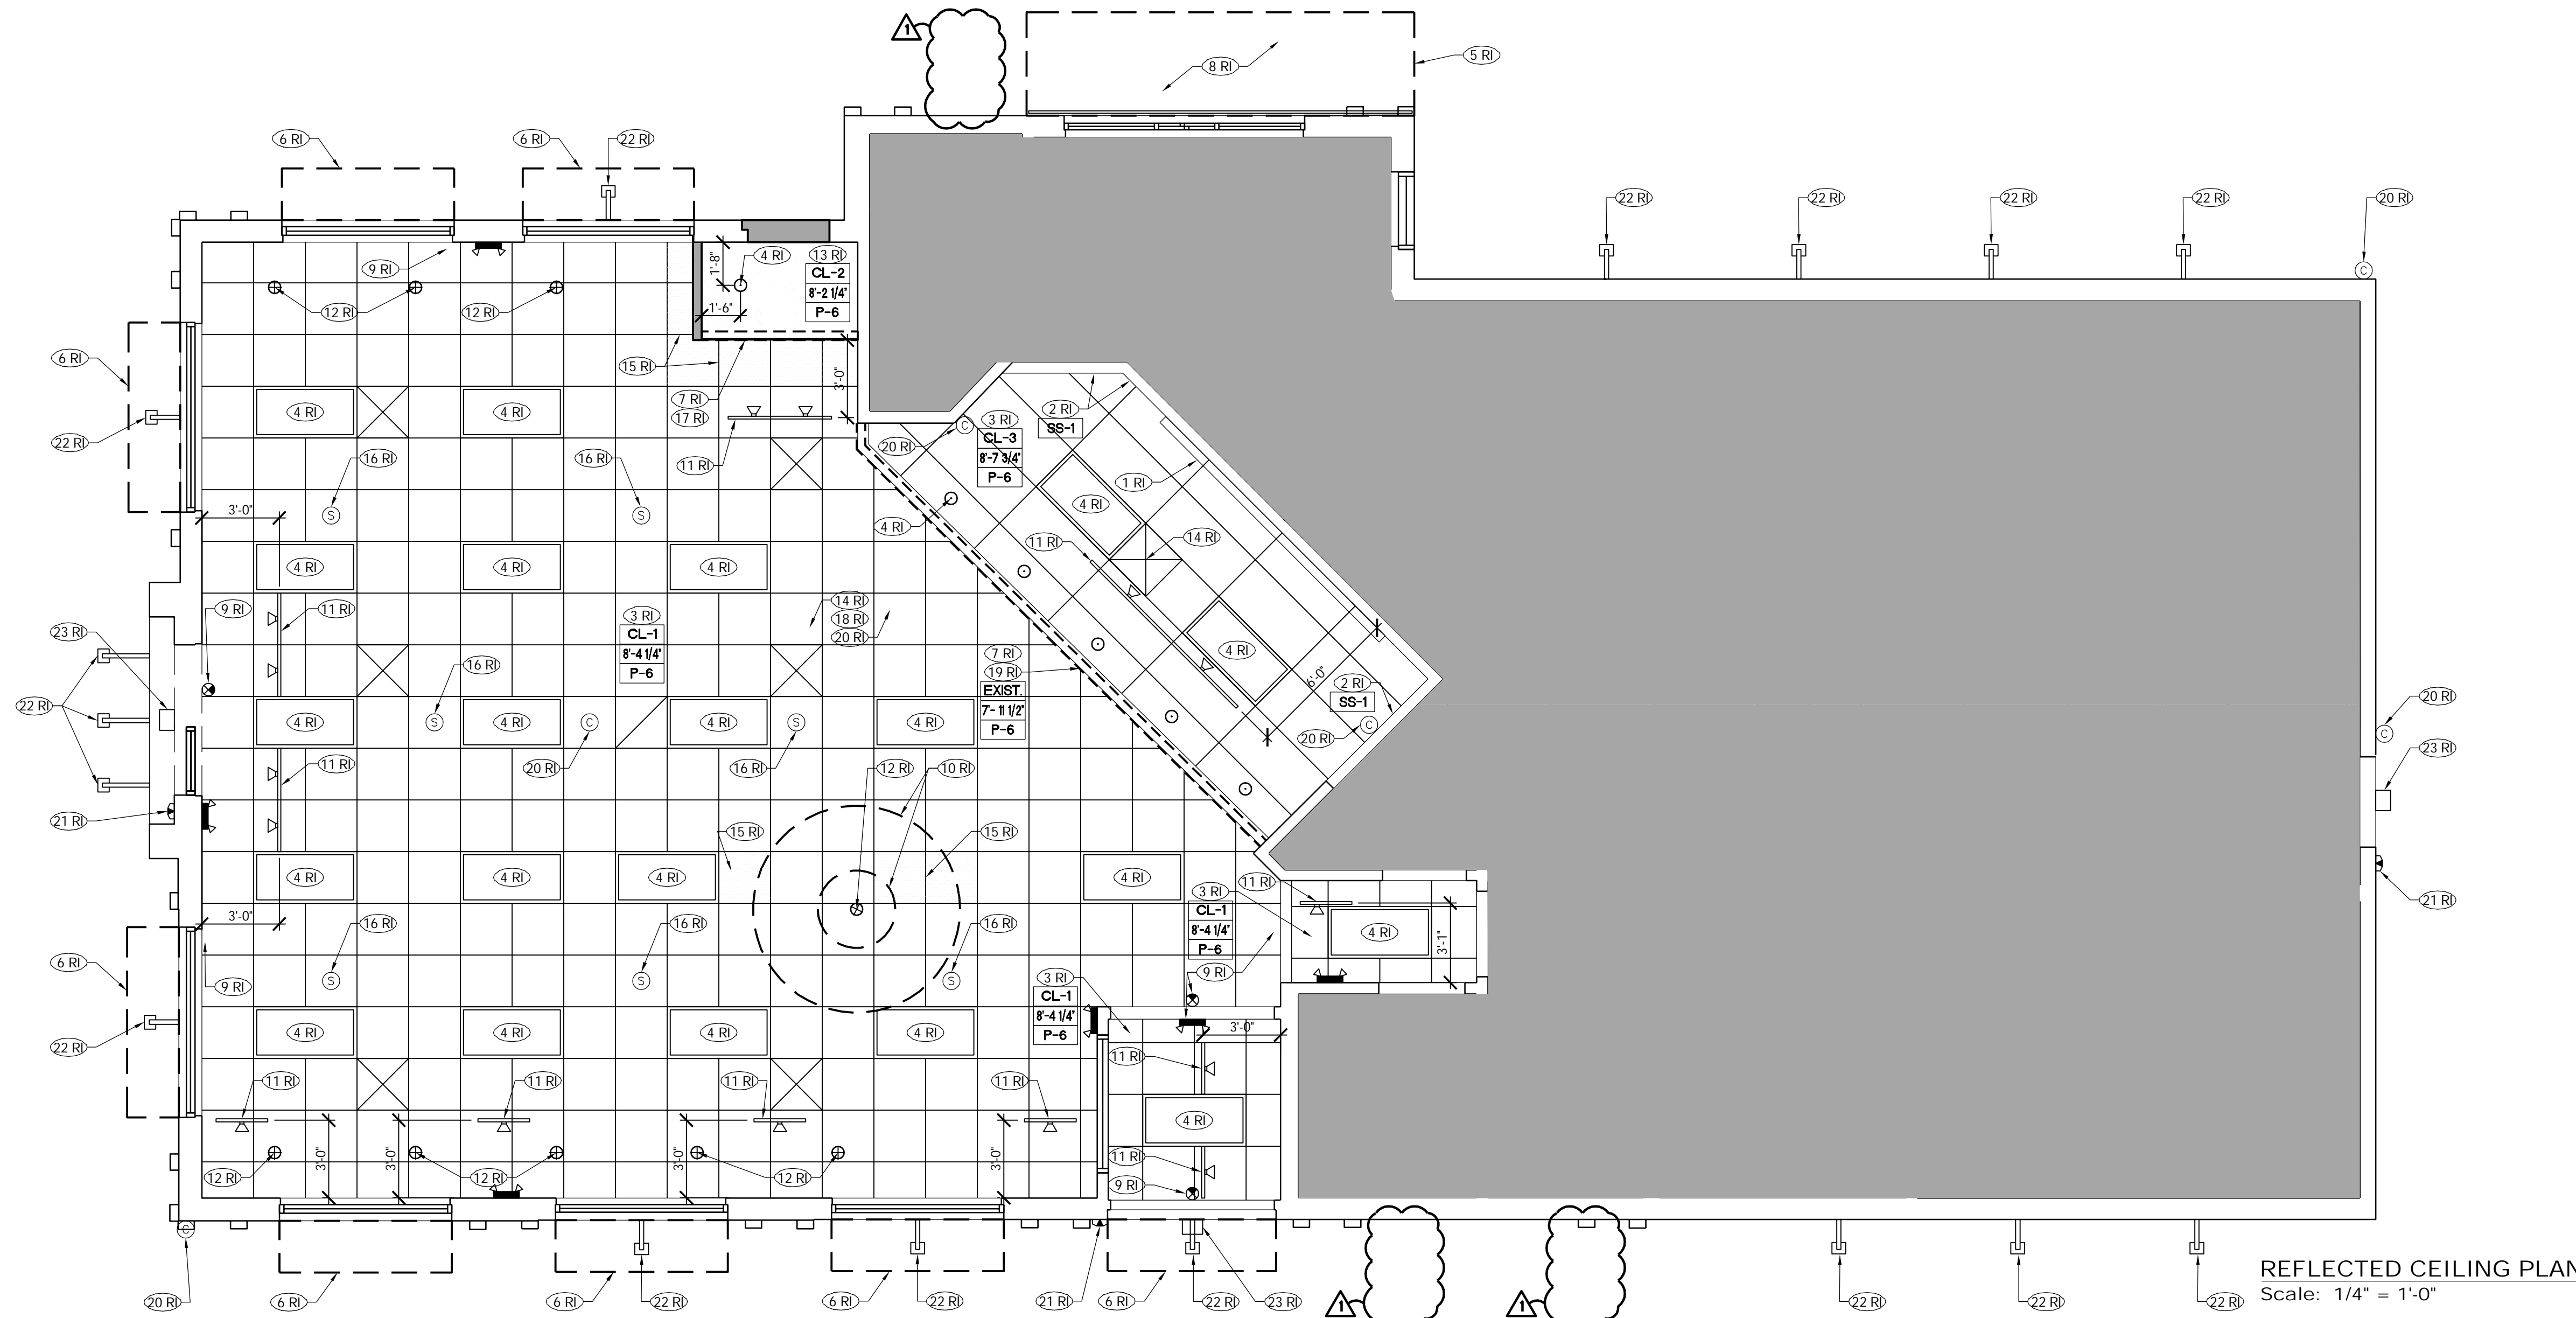 1
8 RI
5 RI
6 RI
6 RI
22 RI
22 RI
22 RI
22 RI
22 RI
20 RI
C
9 RI
1'-8"
4 RI
13 RI
CL-2
8'-2 1/4"
P-6
12 RI
12 RI
1'-6"
6 RI
15 RI
3'-0"
7 RI
17 RI
4 RI
4 RI
22 RI
11 RI
16 RI
16 RI
S
S
3'-0"
20 RI
C
3 RI
CL-3
8'-7 3/4"
P-6
2 RI
SS-1
1 RI
4 RI
4 RI
11 RI
14 RI
4 RI
4 RI
4 RI
4 RI
6'-0"
2 RI
SS-1
20 RI
C
9 RI
11 RI
23 RI
3 RI
CL-1
8'-4 1/4"
P-6
14 RI
18 RI
20 RI
7 RI
19 RI
EXIST.
7'- 11 1/2"
P-6
16 RI
S
22 RI
4 RI
4 RI
C
4 RI
S
4 RI
20 RI
C
23 RI
11 RI
20 RI
16 RI
12 RI
10 RI
21 RI
15 RI
15 RI
4 RI
4 RI
4 RI
4 RI
11 RI
3 RI
CL-1
8'-4 1/4"
P-6
4 RI
3'-1"
21 RI
3'-0"
16 RI
16 RI
16 RI
S
S
S
6 RI
9 RI
9 RI
3 RI
CL-1
8'-4 1/4"
P-6
22 RI
4 RI
4 RI
4 RI
4 RI
3'-0"
11 RI
11 RI
11 RI
11 RI
11 RI
4 RI
12 RI
3'-0"
3'-0"
12 RI
3'-0"
12 RI
3'-0"
11 RI
9 RI
C
20 RI
6 RI
6 RI
22 RI
6 RI
22 RI
21 RI
6 RI
22 RI
23 RI
1
1
22 RI
22 RI
22 RI
REFLECTED CEILING PLAN
Scale: 1/4" = 1'-0"